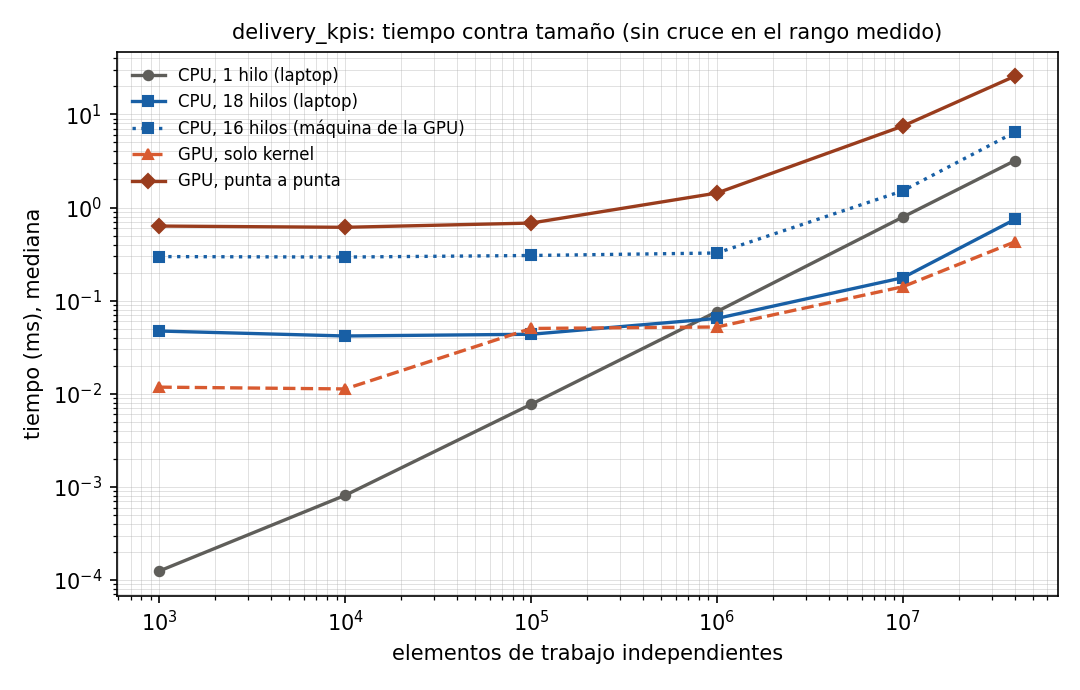 delivery_kpis: tiempo contra tamaño (sin cruce en el rango medido)
CPU, 1 hilo (laptop)
CPU, 18 hilos (laptop)
CPU, 16 hilos (máquina de la GPU)
GPU, solo kernel
GPU, punta a punta
tiempo (ms), mediana
10¹
10⁰
10⁻¹
10⁻²
10⁻³
10⁻⁴
10³ 10⁴ 10⁵ 10⁶ 10⁷
elementos de trabajo independientes